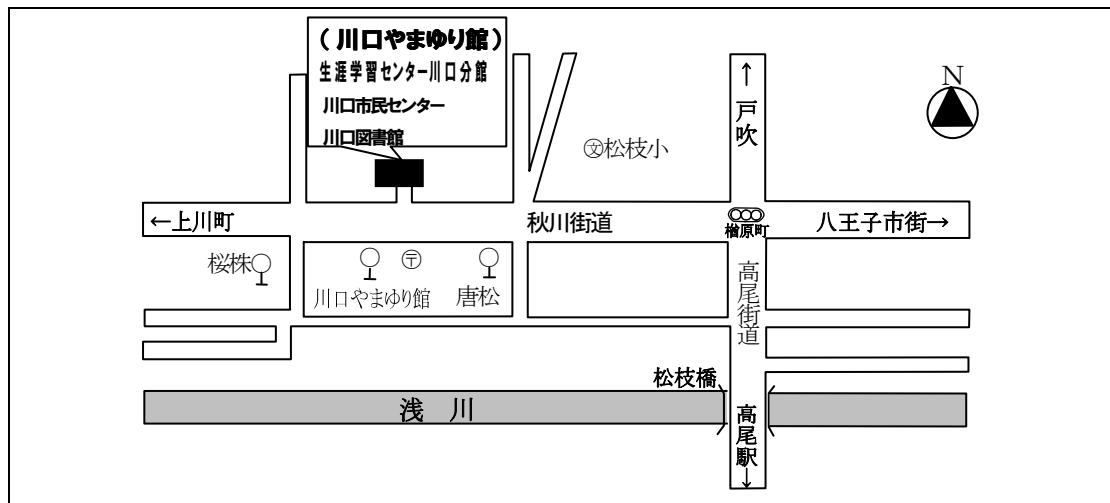 （川口やまゆり館）
生涯学習センター川口分館
川口市民センター
川口図書館
N
↑
戸吹
㊫松枝小
←上川町
秋川街道
檜原町
八王子市街→
桜株
〒
川口やまゆり館
唐松
高尾街道
松枝橋
浅 川
高尾駅
↓